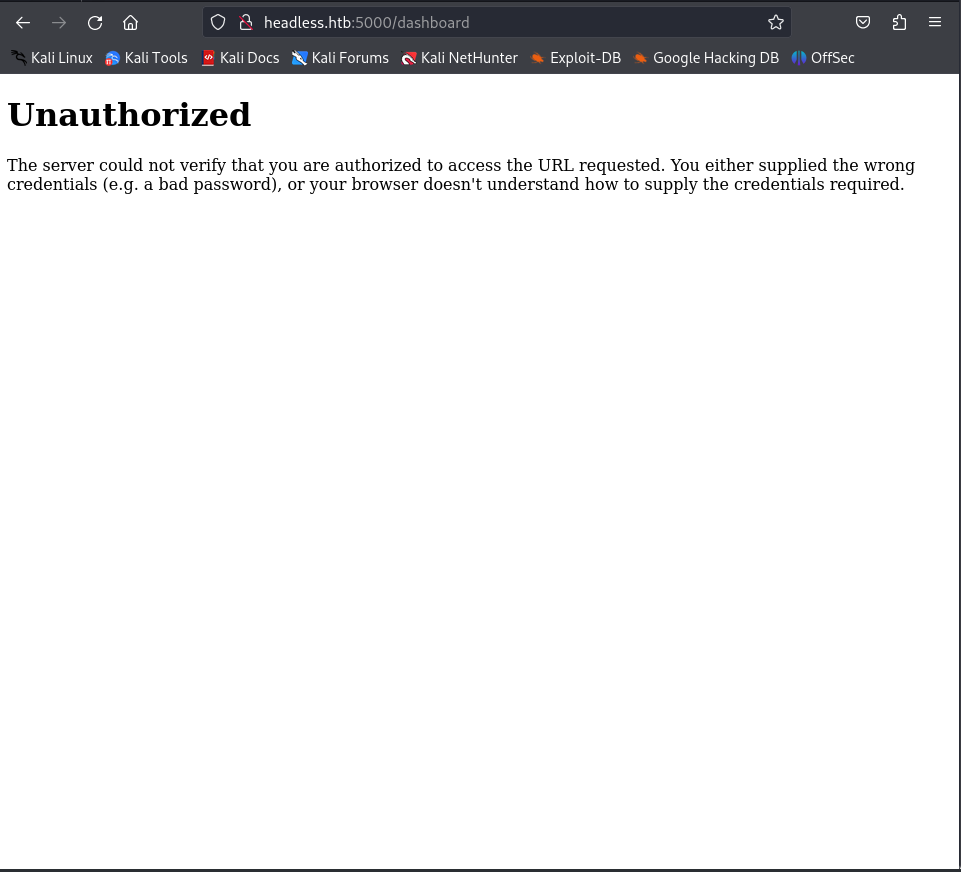 headless.htb:5000/dashboard
Kali Linux Kali Tools Kali Docs Kali Forums Kali NetHunter Exploit-DB Google Hacking DB OffSec
Unauthorized
The server could not verify that you are authorized to access the URL requested. You either supplied the wrong
credentials (e.g. a bad password), or your browser doesn't understand how to supply the credentials required.